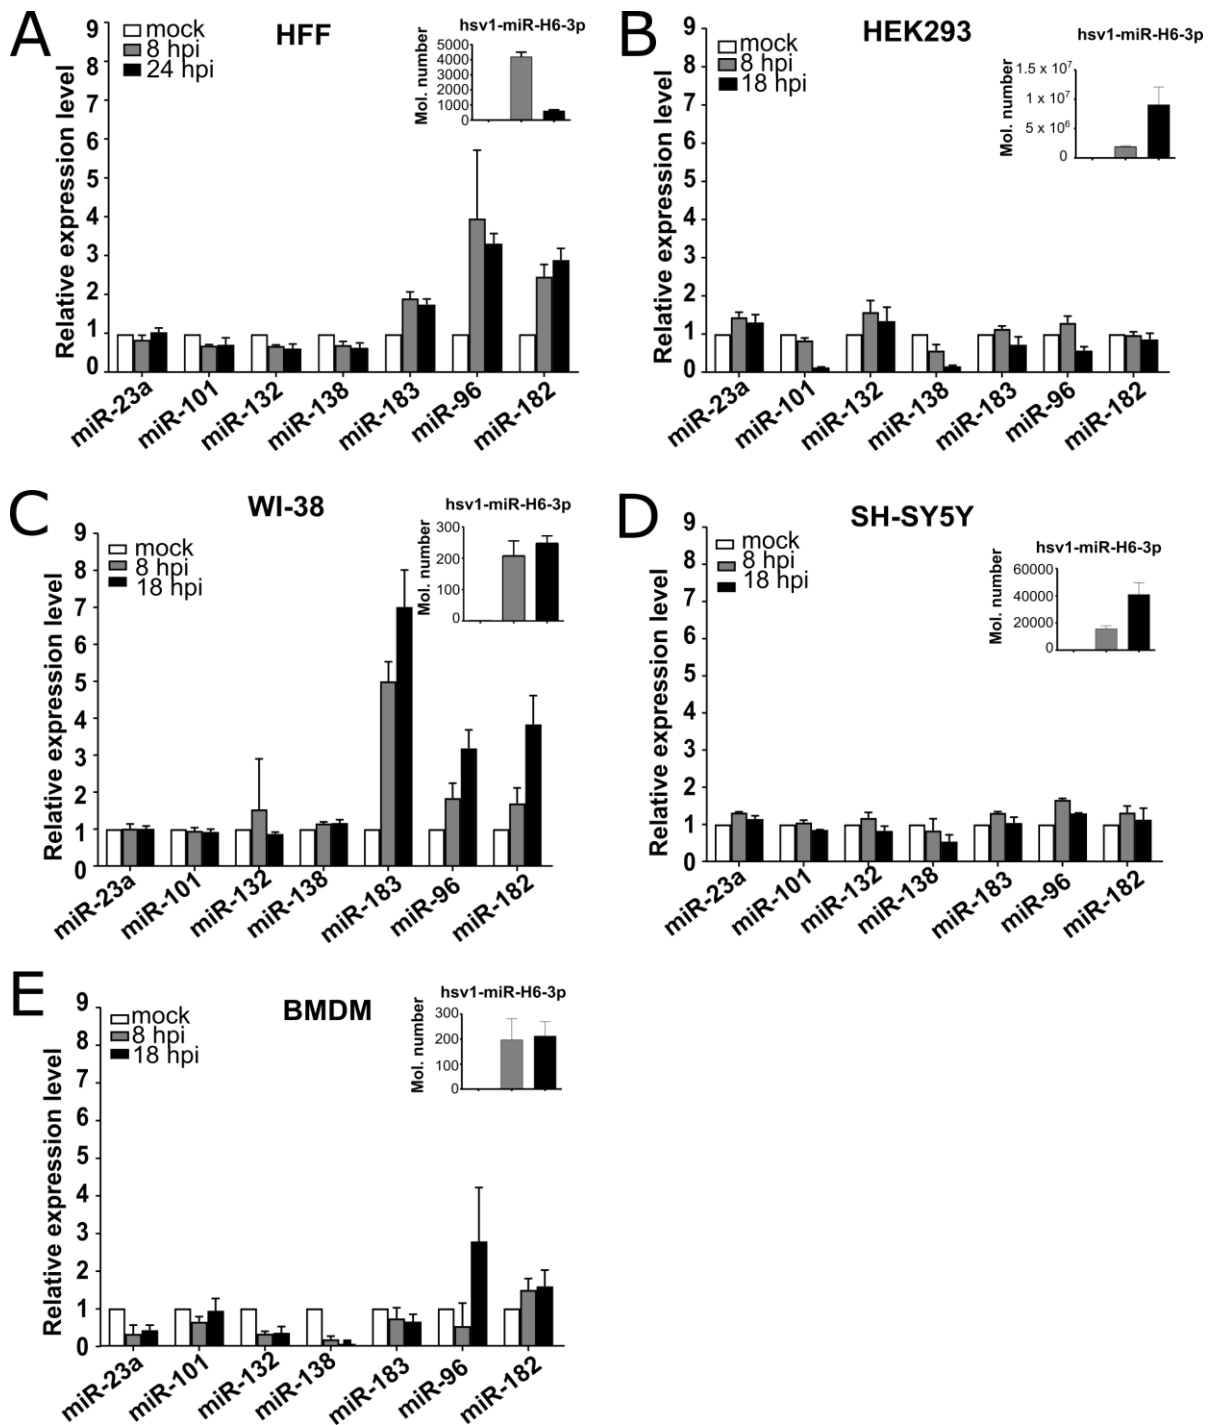 A
HFF
mock
8 hpi
24 hpi
hsv1-miR-H6-3p
Mol. number
5000
4000
3000
2000
1000
0
Relative expression level
9
8
7
6
5
4
3
2
1
0
miR-23a
miR-101
miR-132
miR-138
miR-183
miR-96
miR-182
B
HEK293
mock
8 hpi
18 hpi
hsv1-miR-H6-3p
Mol. number
1.5 x 10⁷
1 x 10⁷
5 x 10⁶
0
Relative expression level
9
8
7
6
5
4
3
2
1
0
miR-23a
miR-101
miR-132
miR-138
miR-183
miR-96
miR-182
C
WI-38
mock
8 hpi
18 hpi
hsv1-miR-H6-3p
Mol. number
300
200
100
0
Relative expression level
9
8
7
6
5
4
3
2
1
0
miR-23a
miR-101
miR-132
miR-138
miR-183
miR-96
miR-182
D
SH-SY5Y
mock
8 hpi
18 hpi
hsv1-miR-H6-3p
Mol. number
60000
40000
20000
0
Relative expression level
9
8
7
6
5
4
3
2
1
0
miR-23a
miR-101
miR-132
miR-138
miR-183
miR-96
miR-182
E
BMDM
mock
8 hpi
18 hpi
hsv1-miR-H6-3p
Mol. number
300
200
100
0
Relative expression level
9
8
7
6
5
4
3
2
1
0
miR-23a
miR-101
miR-132
miR-138
miR-183
miR-96
miR-182